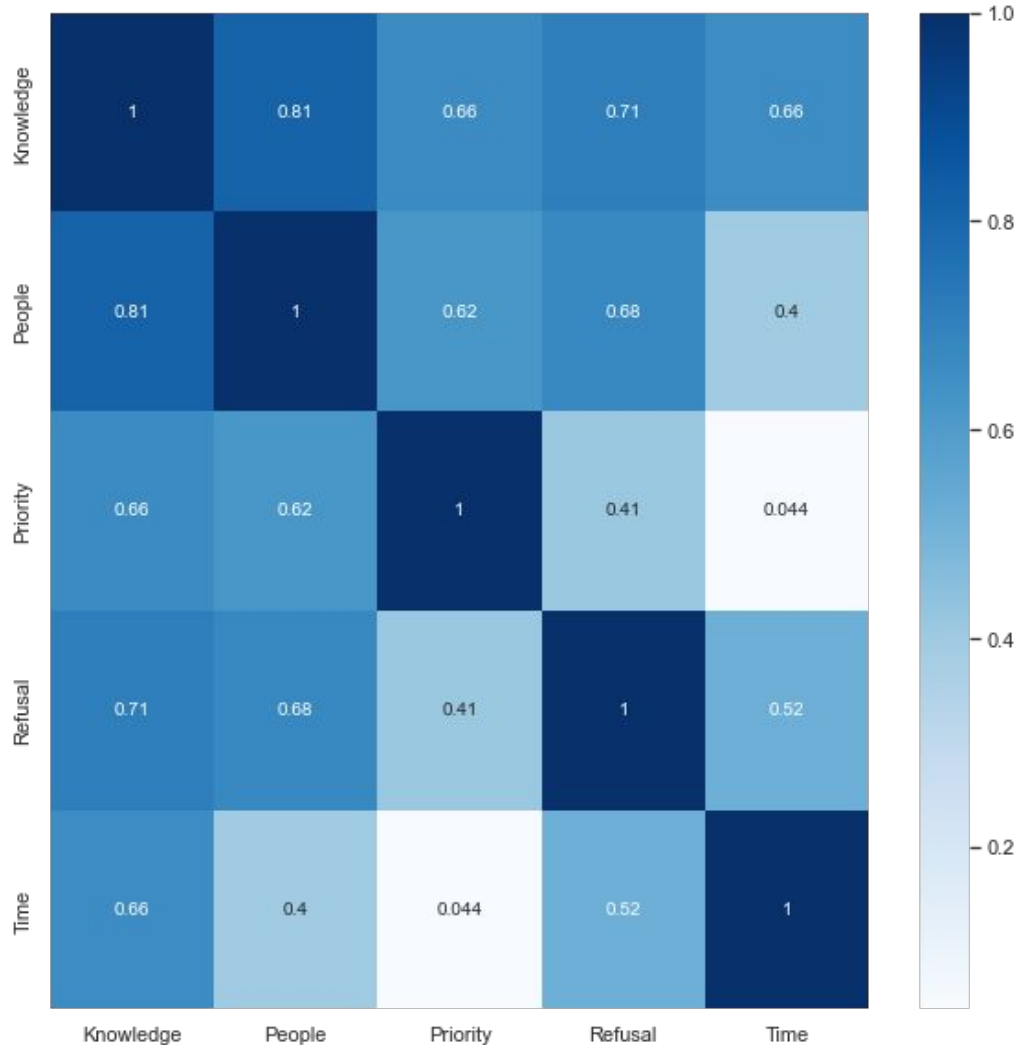 1.0
Knowledge 1 0.81 0.66 0.71 0.66
0.8
People 0.81 1 0.62 0.68 0.4
0.6
Priority 0.66 0.62 1 0.41 0.044
0.4
Refusal 0.71 0.68 0.41 1 0.52
0.2
Time 0.66 0.4 0.044 0.52 1
Knowledge People Priority Refusal Time